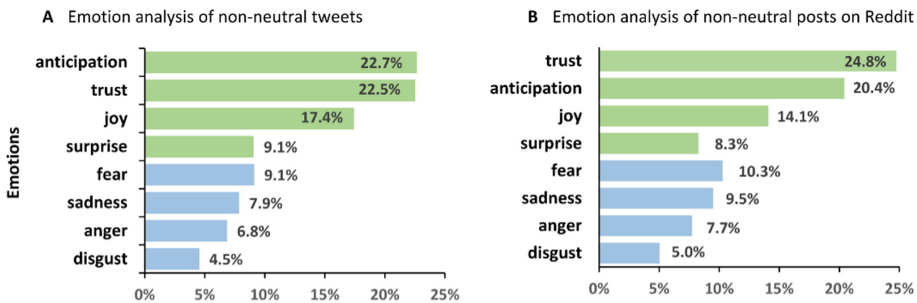 A Emotion analysis of non-neutral tweets
Emotions
anticipation 22.7%
trust 22.5%
joy 17.4%
surprise 9.1%
fear 9.1%
sadness 7.9%
anger 6.8%
disgust 4.5%
0% 5% 10% 15% 20% 25%
B Emotion analysis of non-neutral posts on Reddit
trust 24.8%
anticipation 20.4%
joy 14.1%
surprise 8.3%
fear 10.3%
sadness 9.5%
anger 7.7%
disgust 5.0%
0% 5% 10% 15% 20% 25%